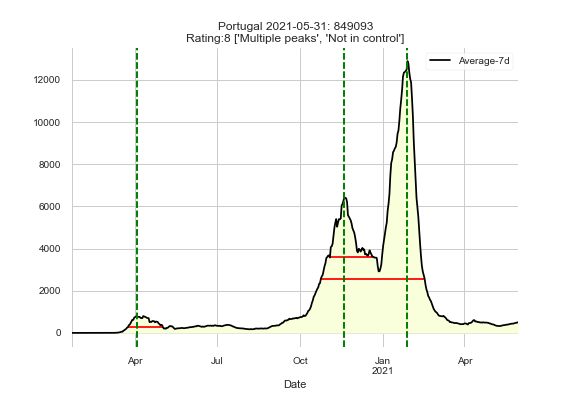 Portugal 2021-05-31: 849093
Rating:8 ['Multiple peaks', 'Not in control']
Average-7d
12000
10000
8000
6000
4000
2000
0
Apr Jul Oct Jan Apr
2021
Date